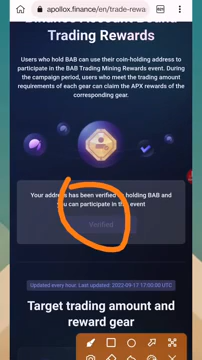 apollox.finance/en/trade-rewa
Binance Account Bound
Trading Rewards
Users who hold BAB can use their coin-holding address to
participate in the BAB Trading Mining Rewards event. During
the campaign period, users who meet the trading amount
requirements of each gear can claim the APX rewards of the
corresponding gear.
Your address has been verified holding BAB and
you can participate in the event
Verified
Updated every hour. Last updated: 2022-09-17 17:00:00 UTC
Target trading amount and
reward gear